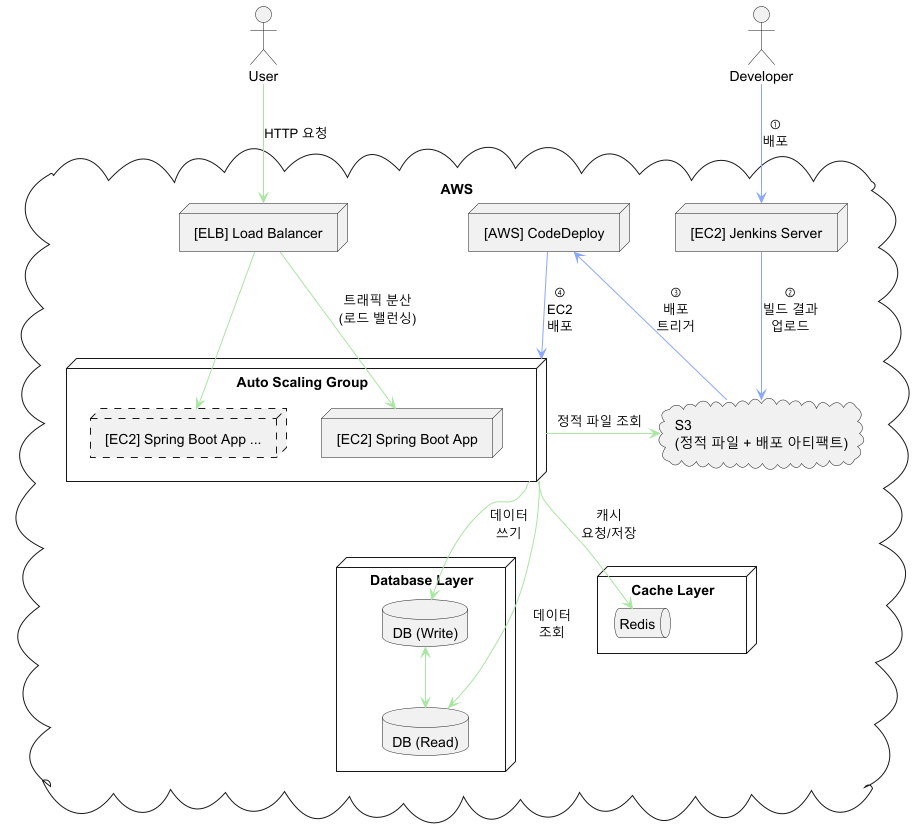 User
Developer
HTTP 요청
①
배포
AWS
[ELB] Load Balancer
[AWS] CodeDeploy
[EC2] Jenkins Server
트래픽 분산
(로드 밸런싱)
④
EC2
배포
③
배포
트리거
②
빌드 결과
업로드
Auto Scaling Group
[EC2] Spring Boot App ...
[EC2] Spring Boot App
정적 파일 조회
S3
(정적 파일 + 배포 아티팩트)
데이터
쓰기
캐시
요청/저장
Database Layer
DB (Write)
데이터
조회
DB (Read)
Cache Layer
Redis